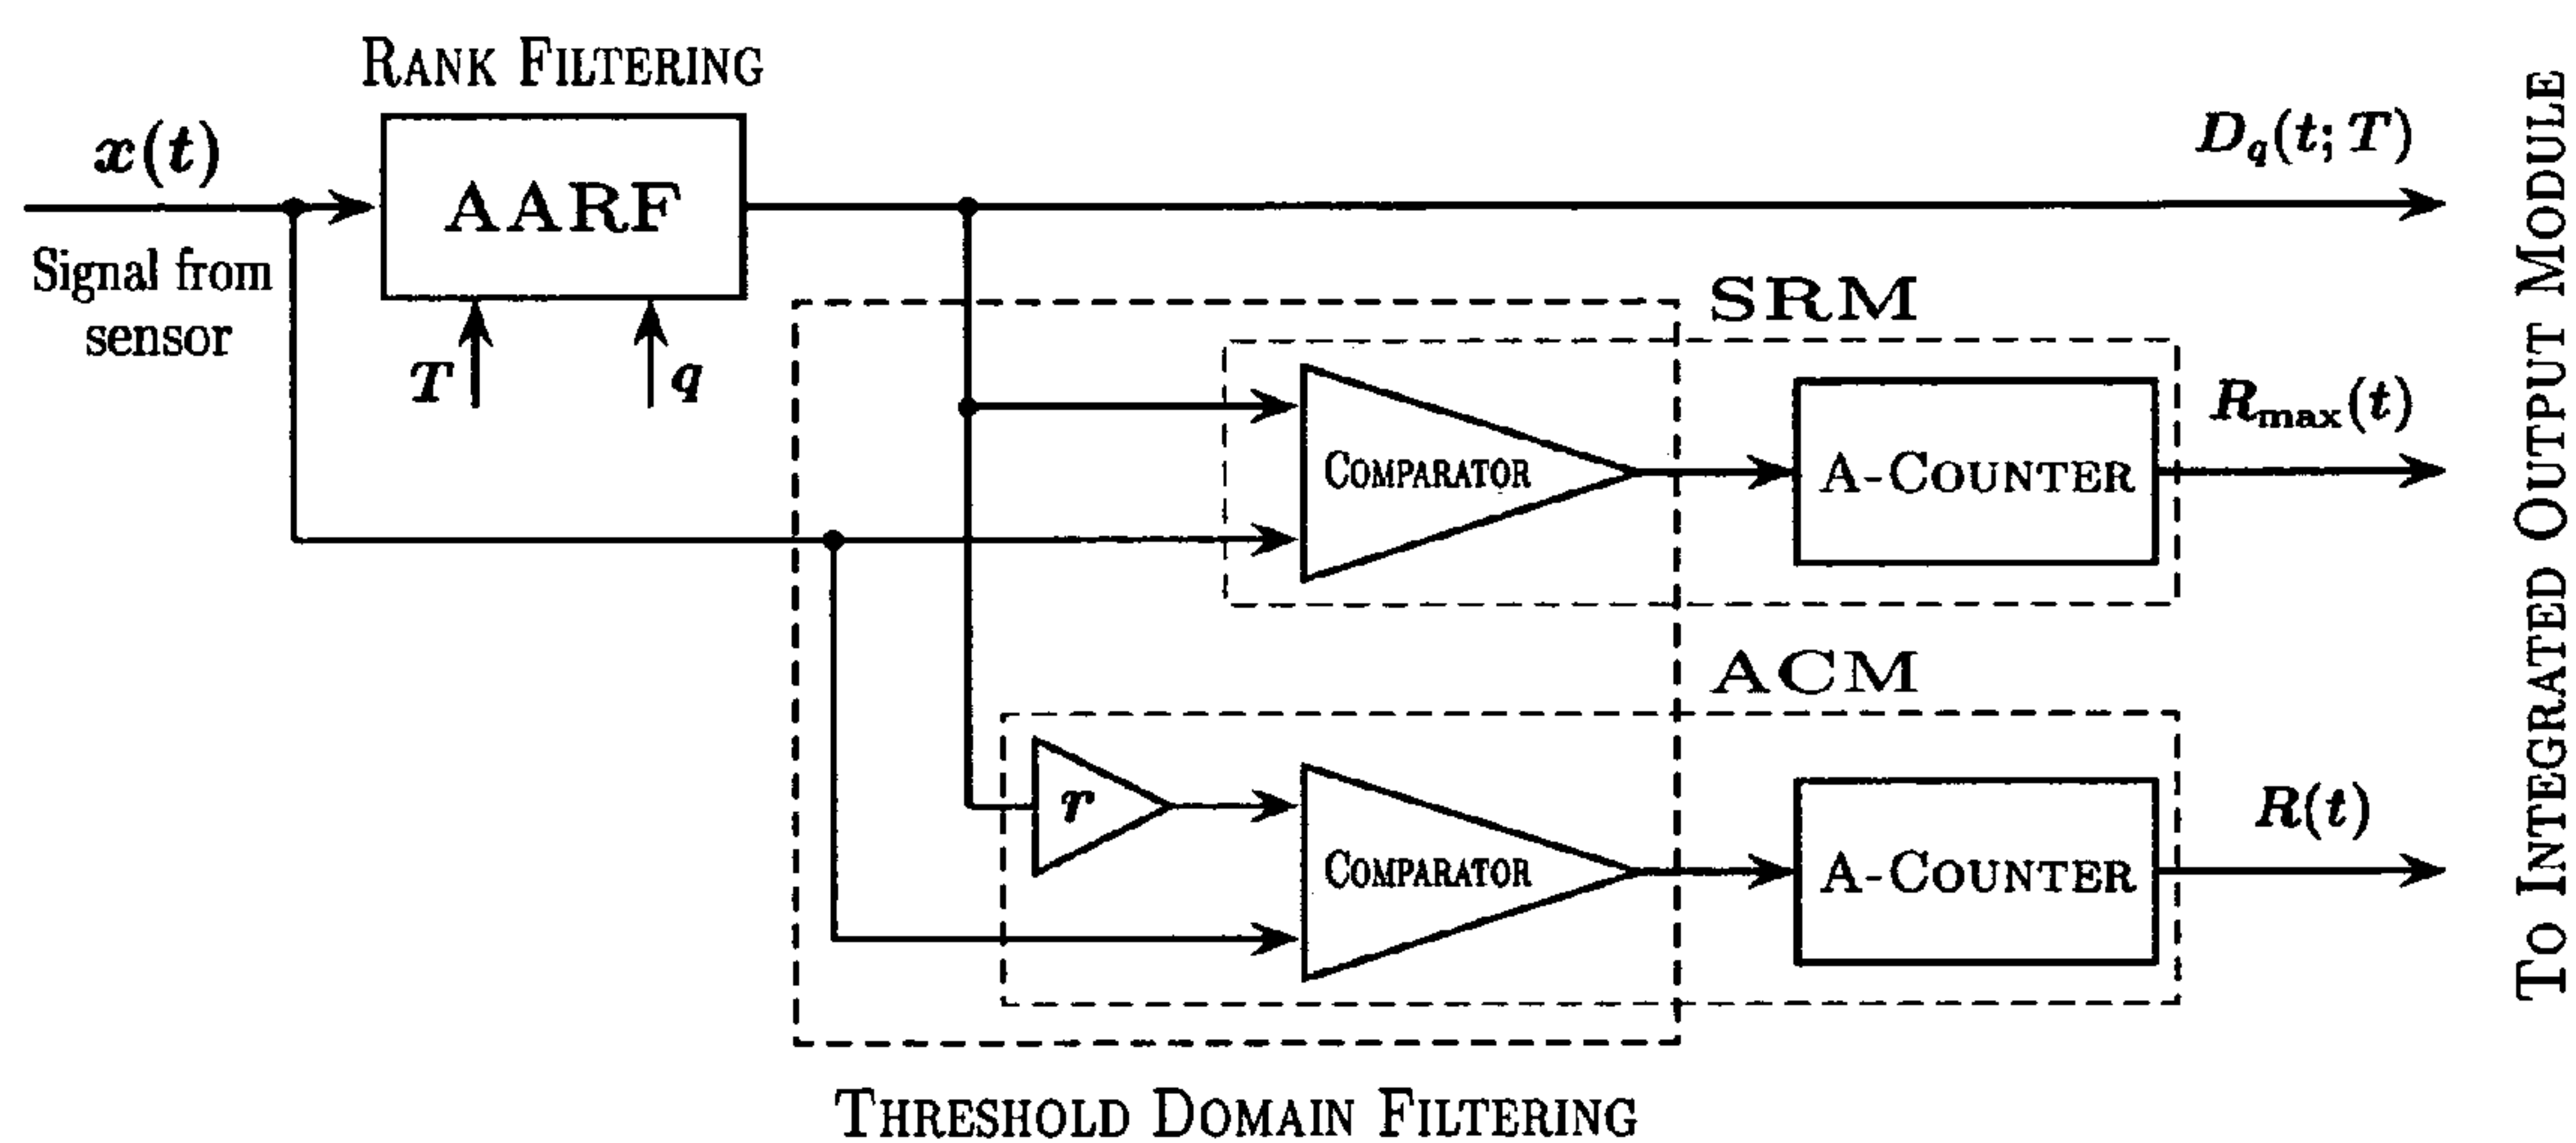 RANK FILTERING
x(t)
AARF
Signal from
sensor
T
q
D_q(t; T)
SRM
COMPARATOR
A-COUNTER
R_max(t)
ACM
r
COMPARATOR
A-COUNTER
R(t)
THRESHOLD DOMAIN FILTERING
TO INTEGRATED OUTPUT MODULE